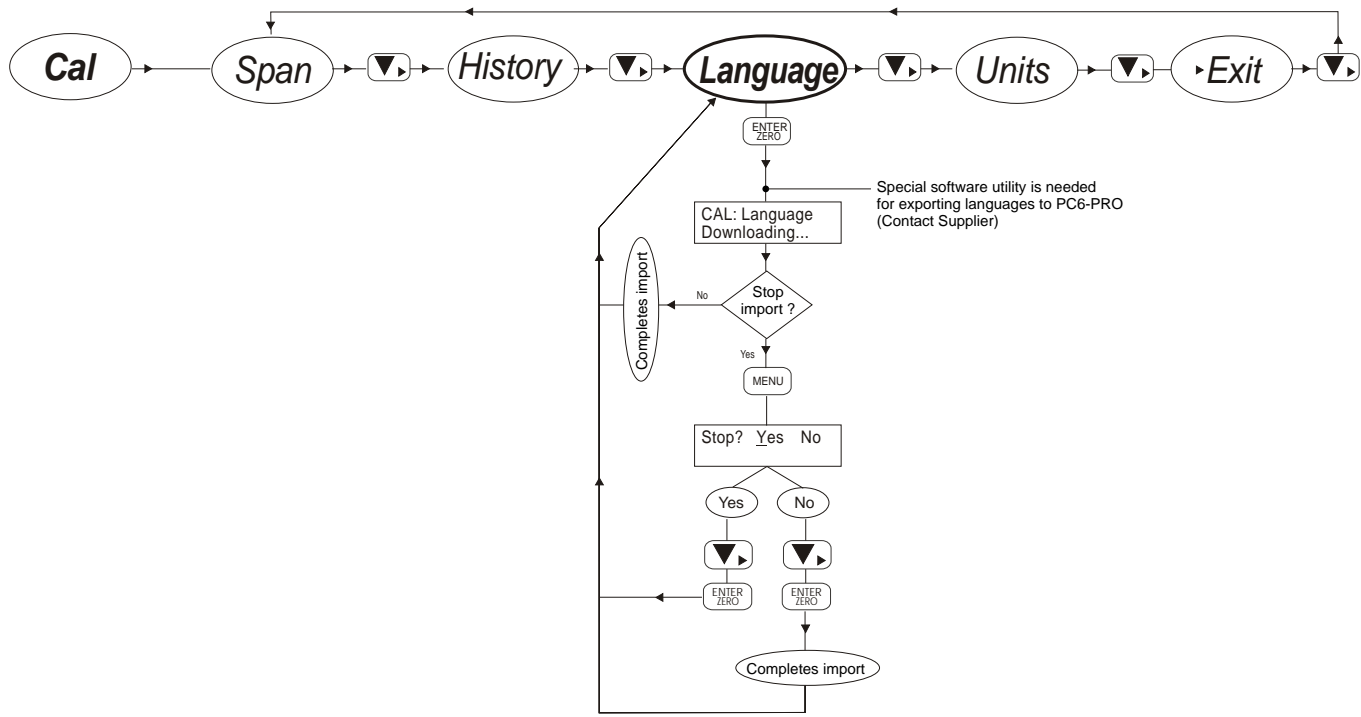 Cal
Span
History
Language
Units
Exit
ENTER
ZERO
Special software utility is needed
for exporting languages to PC6-PRO
(Contact Supplier)
CAL: Language
Downloading...
Completes import
No
Stop
import ?
Yes
MENU
Stop? Yes No
Yes
No
ENTER
ZERO
ENTER
ZERO
Completes import